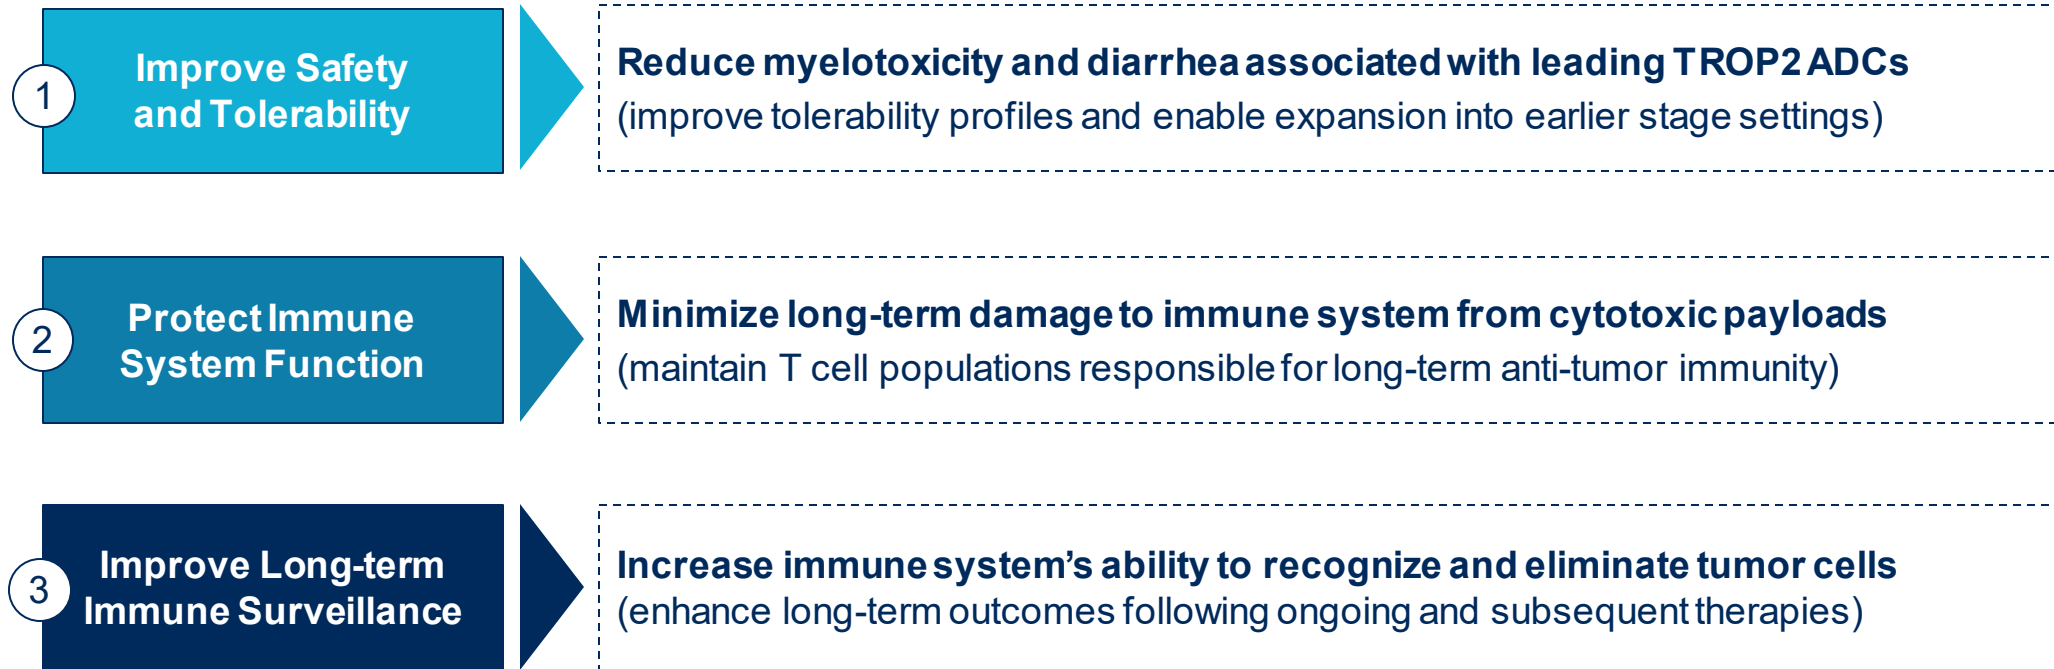 1
Improve Safety
and Tolerability
Reduce myelotoxicity and diarrhea associated with leading TROP2 ADCs
(improve tolerability profiles and enable expansion into earlier stage settings)
2
Protect Immune
System Function
Minimize long-term damage to immune system from cytotoxic payloads
(maintain T cell populations responsible for long-term anti-tumor immunity)
3
Improve Long-term
Immune Surveillance
Increase immune system’s ability to recognize and eliminate tumor cells
(enhance long-term outcomes following ongoing and subsequent therapies)